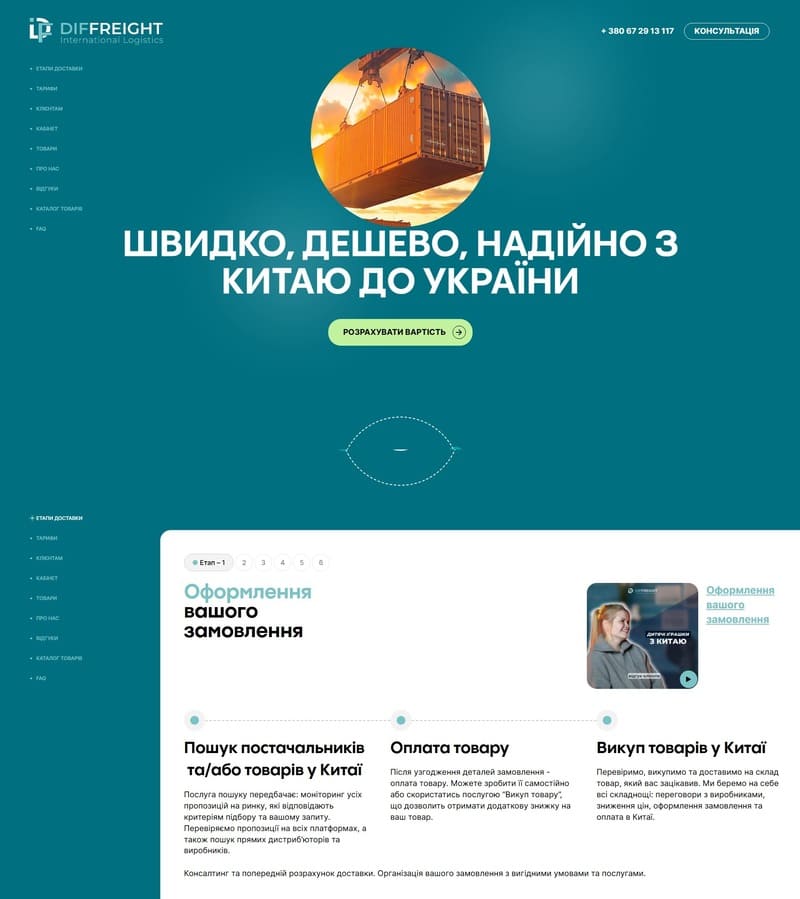 DIFFREIGHT
International Logistics
+ 380 67 29 13 117
КОНСУЛЬТАЦІЯ
ЕТАПИ ДОСТАВКИ
ТАРИФИ
КЛІЄНТАМ
КАБІНЕТ
ТОВАРИ
ПРО НАС
ВІДГУКИ
КАТАЛОГ ТОВАРІВ
FAQ
ШВИДКО, ДЕШЕВО, НАДІЙНО З
КИТАЮ ДО УКРАЇНИ
РОЗРАХУВАТИ ВАРТІСТЬ
ЕТАПИ ДОСТАВКИ
ТАРИФИ
КЛІЄНТАМ
КАБІНЕТ
ТОВАРИ
ПРО НАС
ВІДГУКИ
КАТАЛОГ ТОВАРІВ
FAQ
Етап – 1 2 3 4 5 6
Оформлення
вашого
замовлення
DIFFREIGHT
ДИТЯЧІ ІГРАШКИ
З КИТАЮ
Оформлення
вашого
замовлення
Пошук постачальників
та/або товарів у Китаї
Послуга пошуку передбачає: моніторинг усіх
пропозицій на ринку, які відповідають
критеріям підбору та вашому запиту.
Перевіряємо пропозиції на всіх платформах, а
також пошук прямих дистриб'юторів та
виробників.
Оплата товару
Після узгодження деталей замовлення -
оплата товару. Можете зробити її самостійно
або скористатись послугою "Викуп товару",
що дозволить отримати додаткову знижку на
ваш товар.
Викуп товарів у Китаї
Перевіримо, викупимо та доставимо на склад
товар, який вас зацікавив. Ми беремо на себе
всі складнощі: переговори з виробниками,
зниження цін, оформлення замовлення та
оплата в Китаї.
Консалтинг та попередній розрахунок доставки. Організація вашого замовлення з вигідними умовами та послугами.